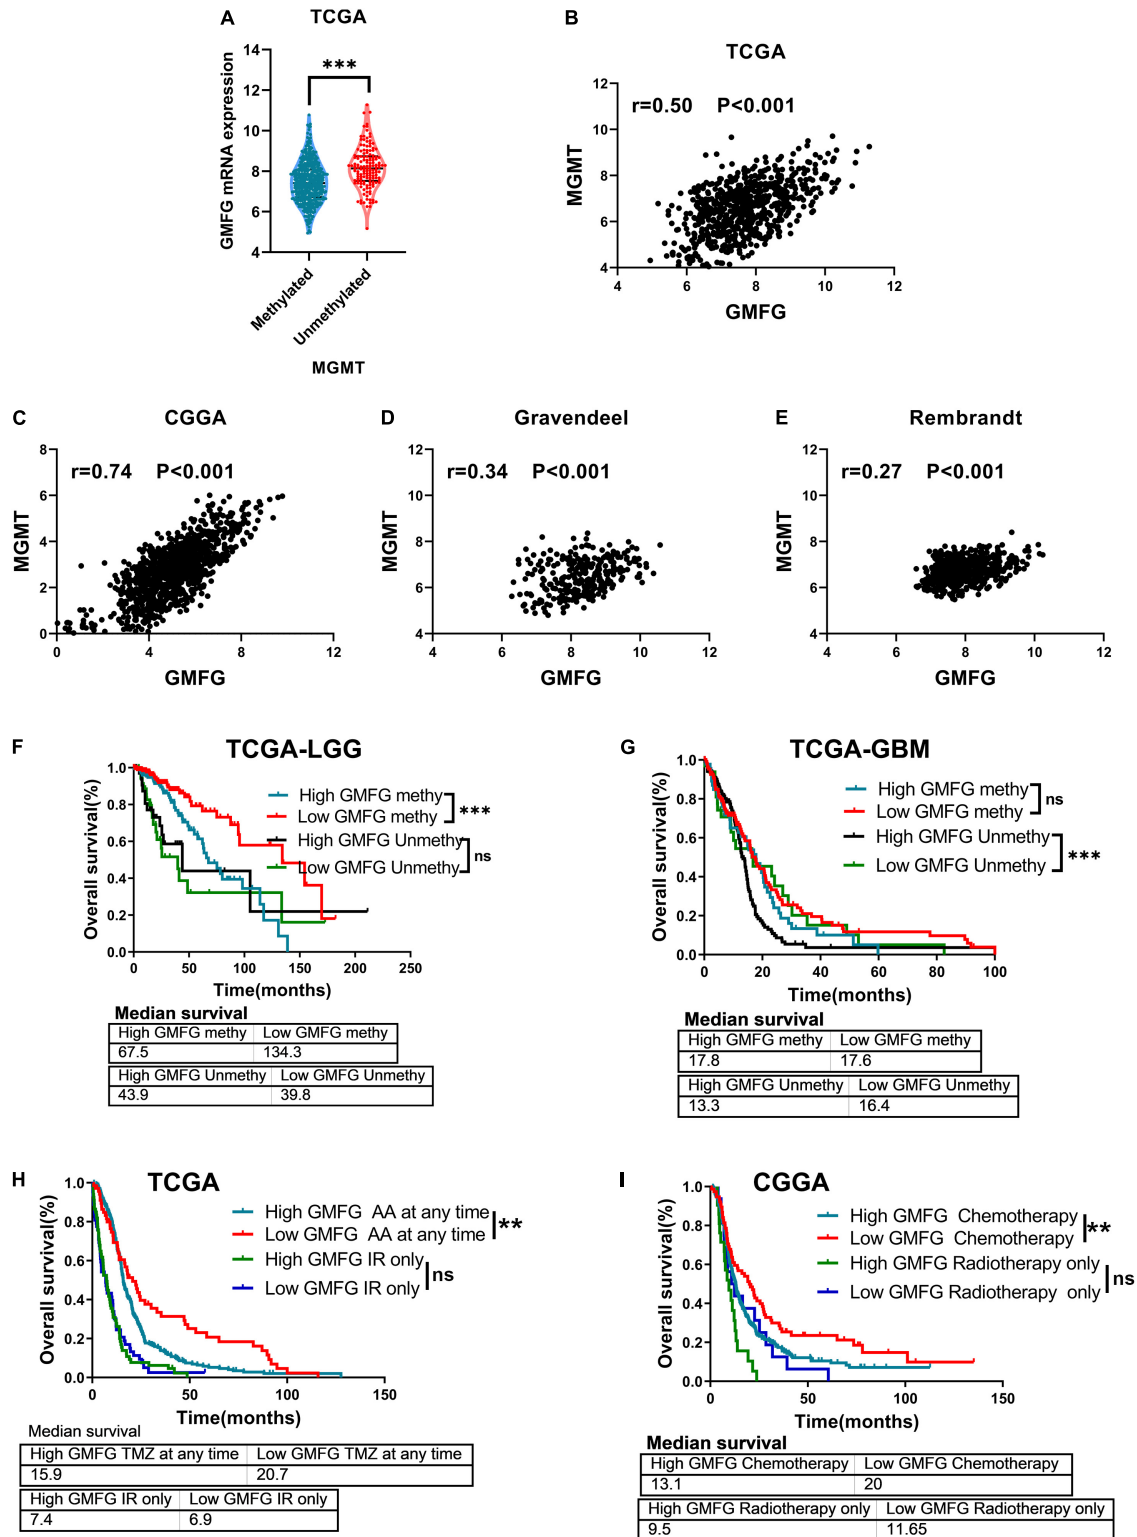 A
TCGA
GMFG mRNA expression
14
12
10
8
6
4
***
Methylated
Unmethylated
MGMT
B
TCGA
r=0.50 P<0.001
MGMT
12
10
8
6
4
4 6 8 10 12
GMFG
C
CGGA
r=0.74 P<0.001
MGMT
8
6
4
2
0
0 4 8 12
GMFG
D
Gravendeel
r=0.34 P<0.001
MGMT
12
10
8
6
4
4 6 8 10 12
GMFG
E
Rembrandt
r=0.27 P<0.001
MGMT
12
10
8
6
4
4 6 8 10 12
GMFG
F
TCGA-LGG
Overall survival(%)
1.0
0.8
0.6
0.4
0.2
0.0
High GMFG methy
Low GMFG methy
***
High GMFG Unmethy
Low GMFG Unmethy
ns
0 50 100 150 200 250
Time(months)
Median survival
High GMFG methy Low GMFG methy
67.5 134.3
High GMFG Unmethy Low GMFG Unmethy
43.9 39.8
G
TCGA-GBM
Overall survival(%)
1.0
0.8
0.6
0.4
0.2
0.0
High GMFG methy
Low GMFG methy
ns
High GMFG Unmethy
Low GMFG Unmethy
***
0 20 40 60 80 100
Time(months)
Median survival
High GMFG methy Low GMFG methy
17.8 17.6
High GMFG Unmethy Low GMFG Unmethy
13.3 16.4
H
TCGA
Overall survival(%)
1.0
0.8
0.6
0.4
0.2
0.0
High GMFG AA at any time
Low GMFG AA at any time
**
High GMFG IR only
Low GMFG IR only
ns
0 50 100 150
Time(months)
Median survival
High GMFG TMZ at any time Low GMFG TMZ at any time
15.9 20.7
High GMFG IR only Low GMFG IR only
7.4 6.9
I
CGGA
Overall survival(%)
1.0
0.8
0.6
0.4
0.2
0.0
High GMFG Chemotherapy
Low GMFG Chemotherapy
**
High GMFG Radiotherapy only
Low GMFG Radiotherapy only
ns
0 50 100 150
Time(months)
Median survival
High GMFG Chemotherapy Low GMFG Chemotherapy
13.1 20
High GMFG Radiotherapy only Low GMFG Radiotherapy only
9.5 11.65